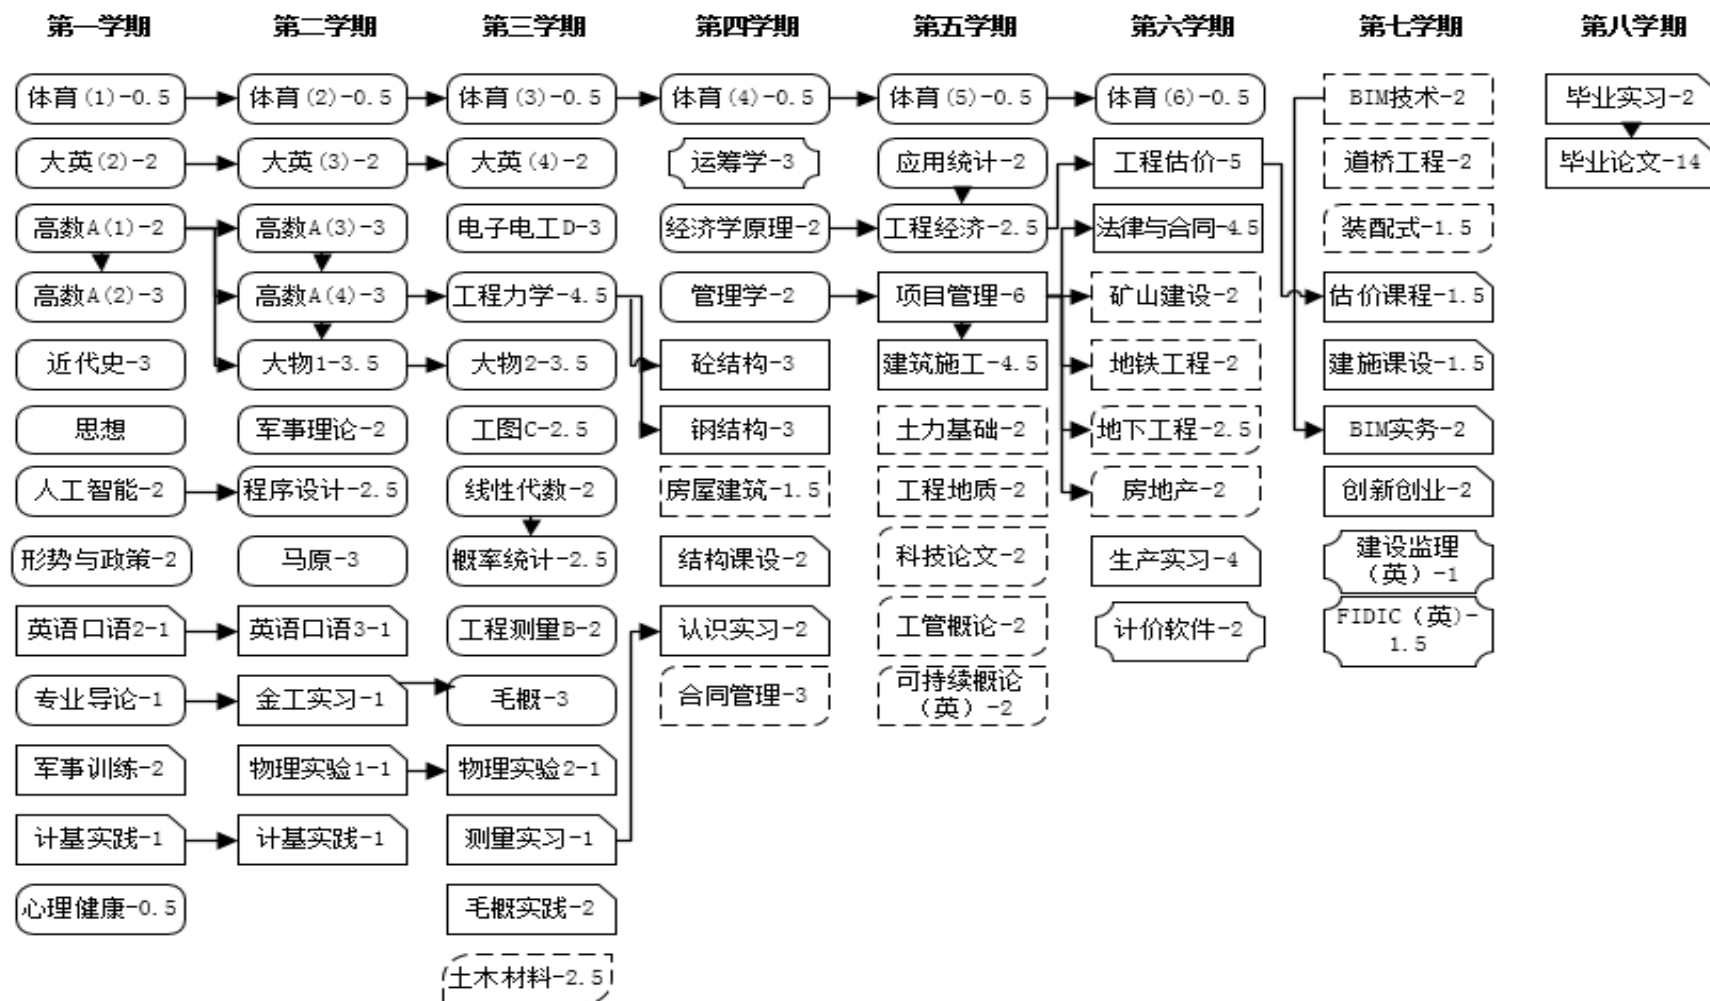 第一学期 第二学期 第三学期 第四学期 第五学期 第六学期 第七学期 第八学期
体育(1)-0.5 体育(2)-0.5 体育(3)-0.5 体育(4)-0.5 体育(5)-0.5 体育(6)-0.5 BIM技术-2 毕业实习-2
大英(2)-2 大英(3)-2 大英(4)-2 运筹学-3 应用统计-2 工程估价-5 道桥工程-2 毕业论文-14
高数A(1)-2 高数A(3)-3 电子电工D-3 经济学原理-2 工程经济-2.5 法律与合同-4.5 装配式-1.5
高数A(2)-3 高数A(4)-3 工程力学-4.5 管理学-2 项目管理-6 矿山建设-2 估价课程-1.5
近代史-3 大物1-3.5 大物2-3.5 砼结构-3 建筑施工-4.5 地铁工程-2 建施课设-1.5
思想 军事理论-2 工图C-2.5 钢结构-3 土力基础-2 地下工程-2.5 BIM实务-2
人工智能-2 程序设计-2.5 线性代数-2 房屋建筑-1.5 工程地质-2 房地产-2 创新创业-2
形势与政策-2 马原-3 概率统计-2.5 结构课设-2 科技论文-2 生产实习-4 建设监理
（英）-1
英语口语2-1 英语口语3-1 工程测量B-2 认识实习-2 工管概论-2 计价软件-2 FIDIC（英)-
1.5
专业导论-1 金工实习-1 毛概-3 合同管理-3 可持续概论
（英）-2
军事训练-2 物理实验1-1 物理实验2-1
计基实践-1 计基实践-1 测量实习-1
心理健康-0.5 毛概实践-2
土木材料-2.5